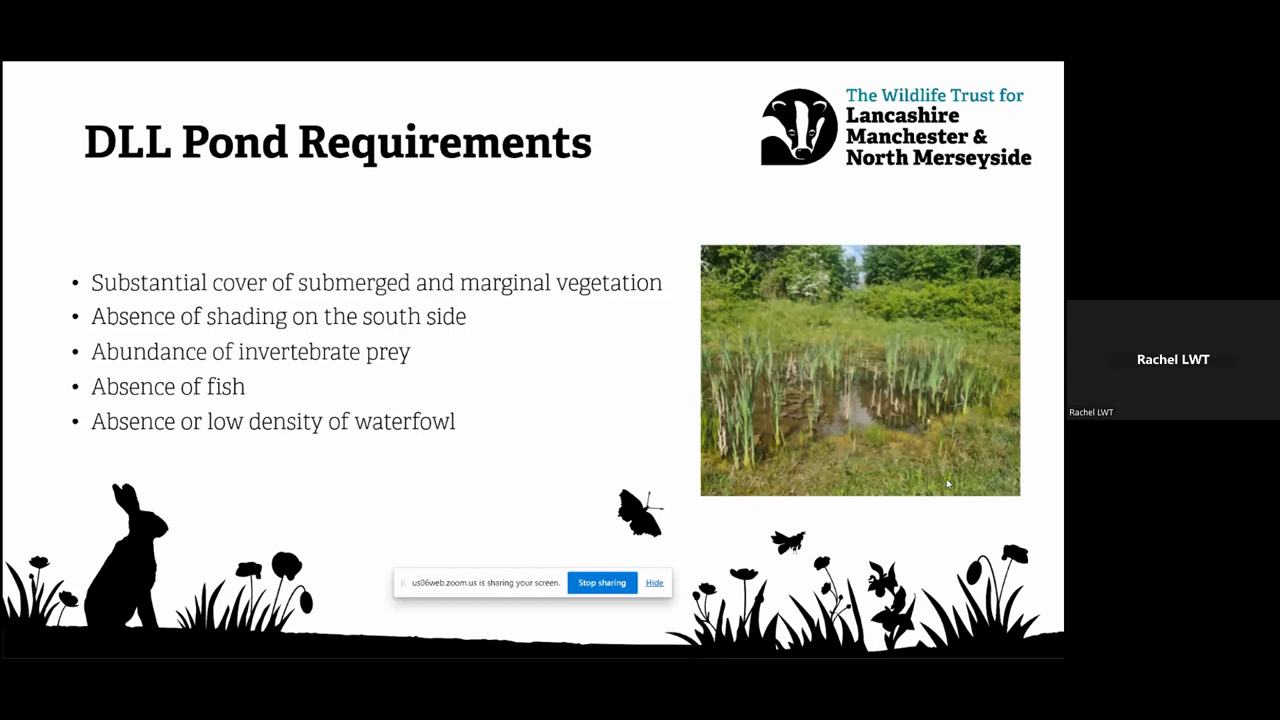 DLL Pond Requirements
The Wildlife Trust for
Lancashire
Manchester &
North Merseyside
• Substantial cover of submerged and marginal vegetation
• Absence of shading on the south side
• Abundance of invertebrate prey
• Absence of fish
• Absence or low density of waterfowl
Rachel LWT
Rachel LWT
us06web.zoom.us is sharing your screen. Stop sharing Hide